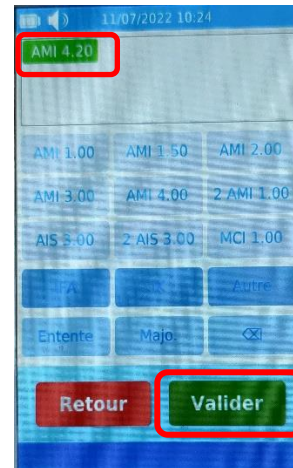 11/07/2022 10:24
AMI 4.20
AMI 1.00 AMI 1.50 AMI 2.00
AMI 3.00 AMI 4.00 2 AMI 1.00
AIS 3.00 2 AIS 3.00 MCI 1.00
Autre
Entente Majo.
Retour Valider